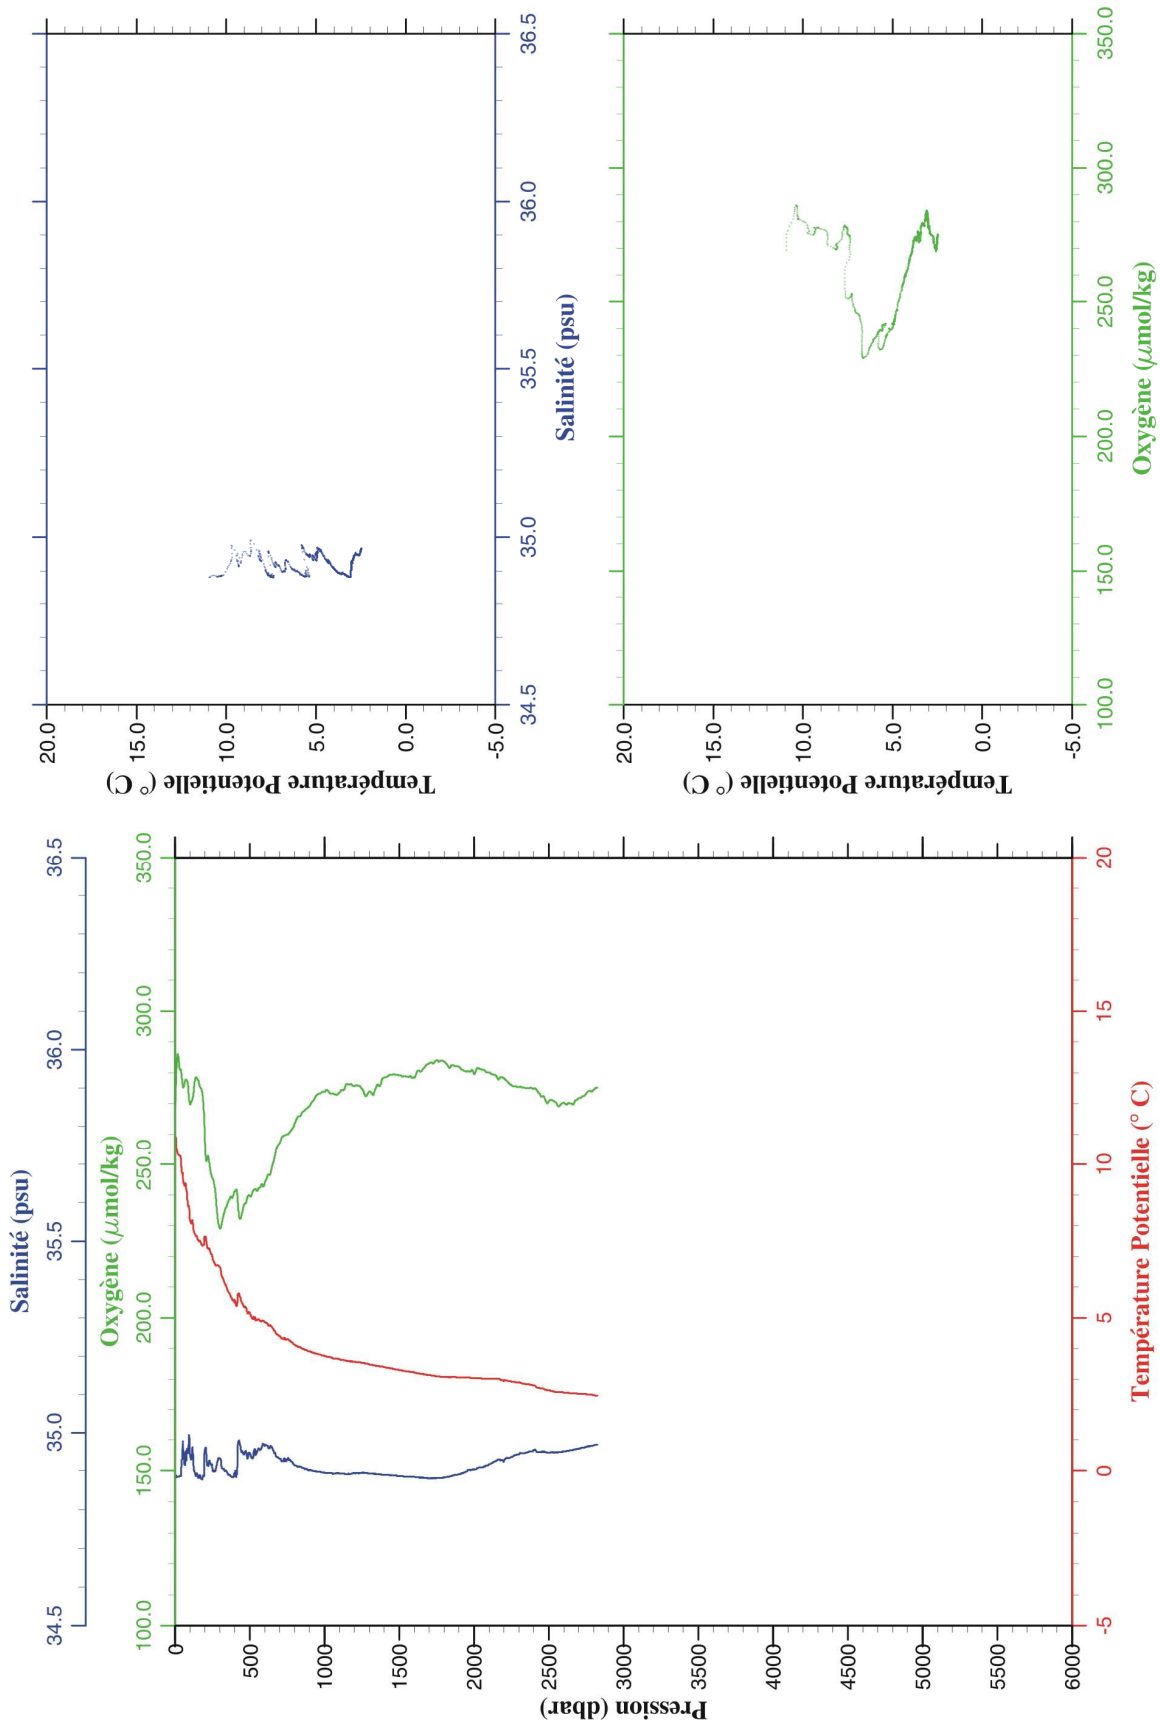 Salinité (psu)
34.5 35.0 35.5 36.0 36.5
Oxygène (μmol/kg)
100.0 150.0 200.0 250.0 300.0 350.0
Pression (dbar)
0
500
1000
1500
2000
2500
3000
3500
4000
4500
5000
5500
6000
-5 0 5 10 15 20
Température Potentielle (° C)
Température Potentielle (° C)
20.0
15.0
10.0
5.0
0.0
-5.0
34.5 35.0 35.5 36.0 36.5
Salinité (psu)
Température Potentielle (° C)
20.0
15.0
10.0
5.0
0.0
-5.0
100.0 150.0 200.0 250.0 300.0 350.0
Oxygène (μmol/kg)